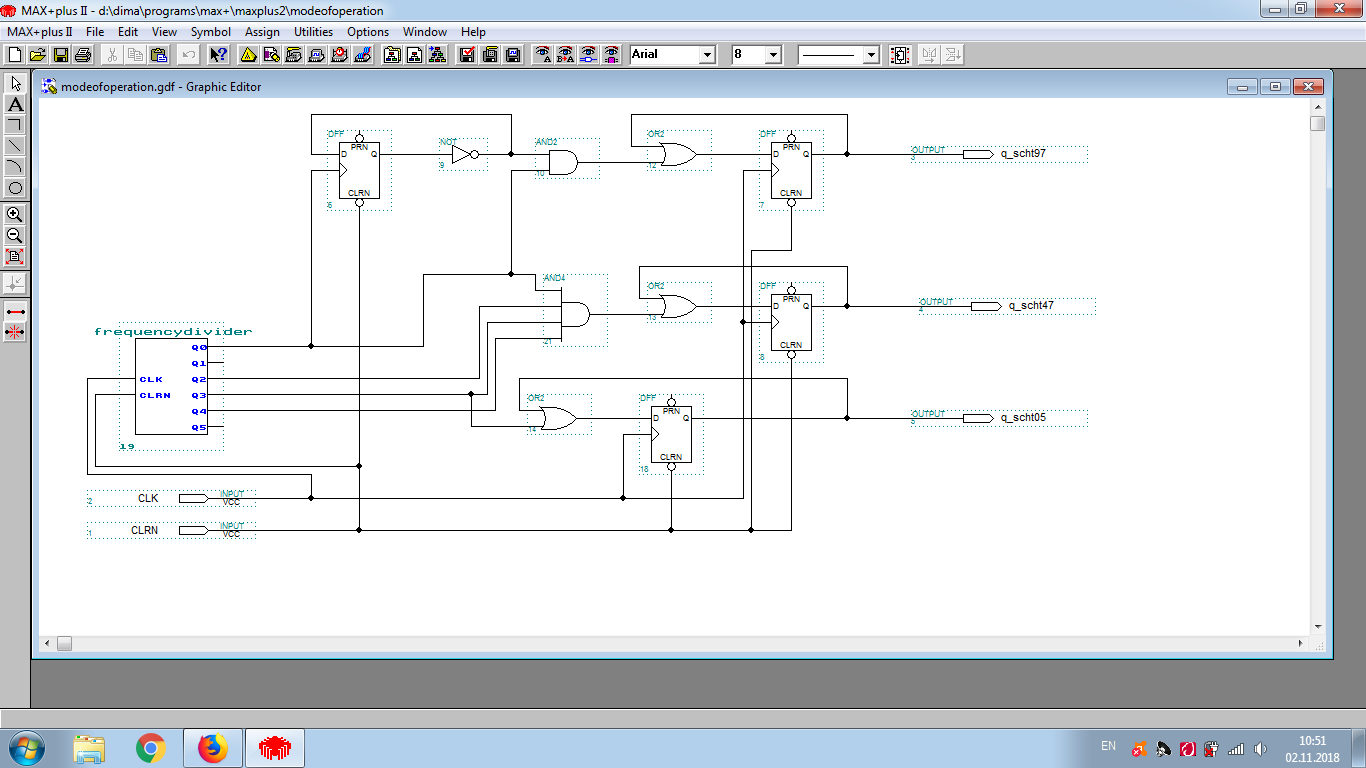 MAX+plus II - d:\dima\programs\max+\maxplus2\modeofoperation
MAX+plus II File Edit View Symbol Assign Utilities Options Window Help
Arial 8
modeofoperation.gdf - Graphic Editor
DFF NOT AND2 OR2 DFF
PRN PRN
D Q D Q OUTPUT q_scht97
9 10 12 3
CLRN CLRN
6 7
AND4 OR2 DFF
PRN
D Q OUTPUT q_scht47
13 4
21 CLRN
8
frequencydivider
Q0
Q1
CLK Q2
CLRN Q3
Q4
Q5
19
OR2 DFF
PRN
D Q OUTPUT q_scht05
14 5
CLRN
18
2 CLK INPUT
VCC
1 CLRN INPUT
VCC
EN 10:51
02.11.2018